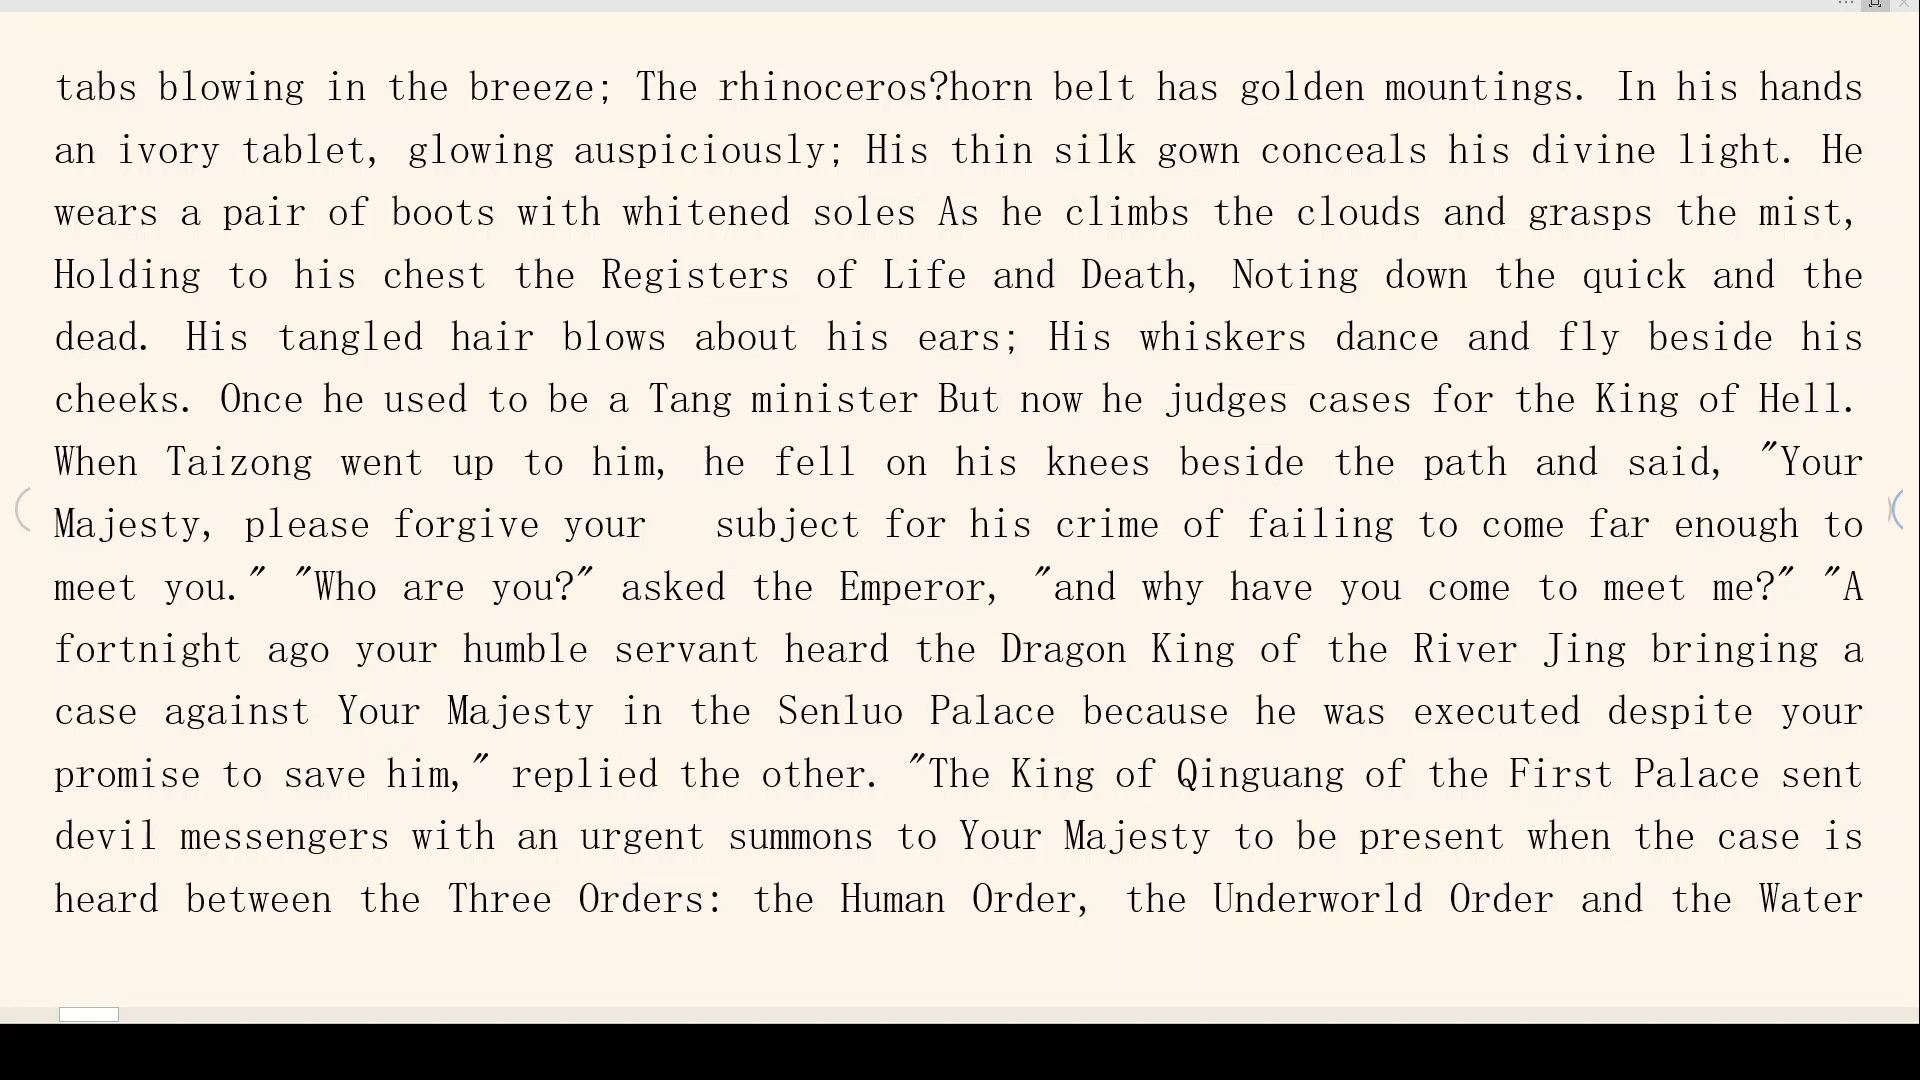 tabs blowing in the breeze; The rhinoceros?horn belt has golden mountings. In his hands
an ivory tablet, glowing auspiciously; His thin silk gown conceals his divine light. He
wears a pair of boots with whitened soles As he climbs the clouds and grasps the mist,
Holding to his chest the Registers of Life and Death, Noting down the quick and the
dead. His tangled hair blows about his ears; His whiskers dance and fly beside his
cheeks. Once he used to be a Tang minister But now he judges cases for the King of Hell.
When Taizong went up to him, he fell on his knees beside the path and said, "Your
Majesty, please forgive your subject for his crime of failing to come far enough to
meet you." "Who are you?" asked the Emperor, "and why have you come to meet me?" "A
fortnight ago your humble servant heard the Dragon King of the River Jing bringing a
case against Your Majesty in the Senluo Palace because he was executed despite your
promise to save him," replied the other. "The King of Qinguang of the First Palace sent
devil messengers with an urgent summons to Your Majesty to be present when the case is
heard between the Three Orders: the Human Order, the Underworld Order and the Water